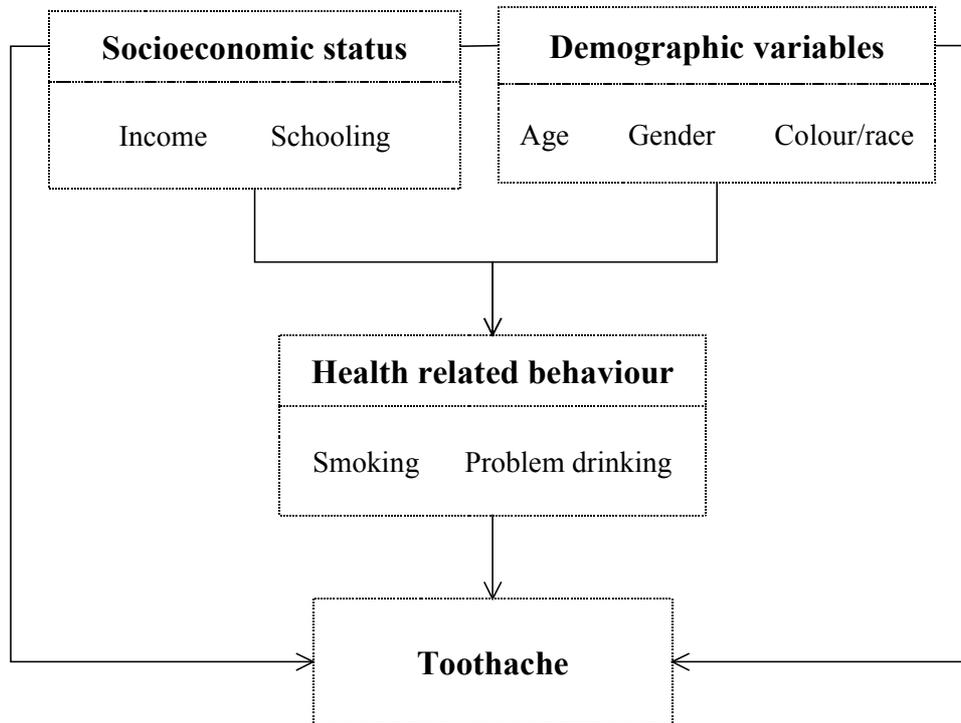 Socioeconomic status
Income Schooling
Demographic variables
Age Gender Colour/race
Health related behaviour
Smoking Problem drinking
Toothache